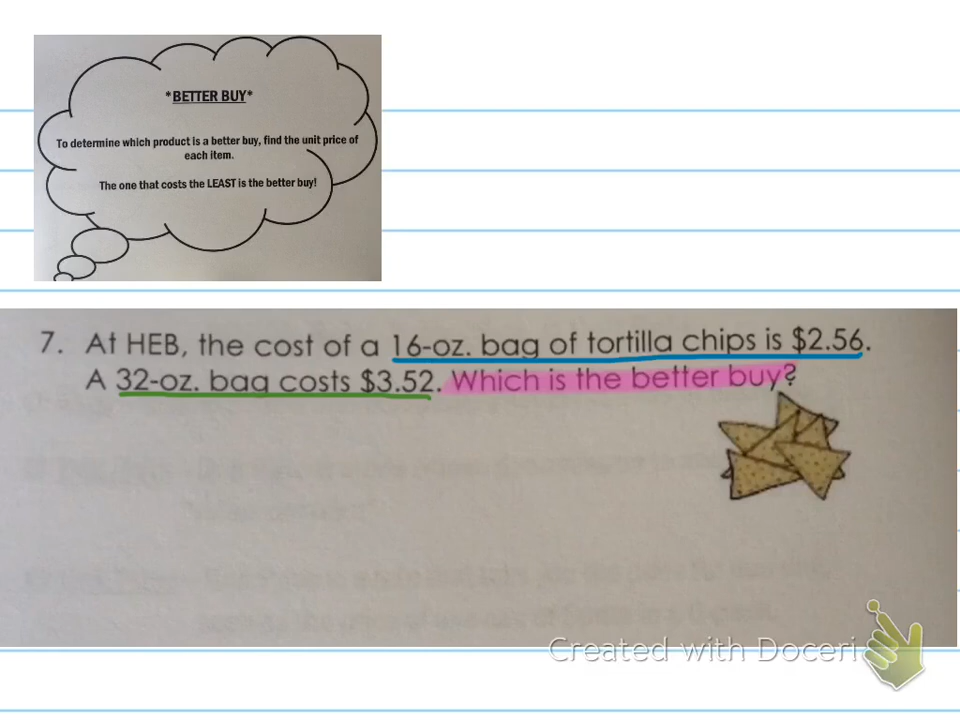 *BETTER BUY*
To determine which product is a better buy, find the unit price of
each item.
The one that costs the LEAST is the better buy!
7. At HEB, the cost of a 16-oz. bag of tortilla chips is $2.56.
A 32-oz. bag costs $3.52. Which is the better buy?
Created with Doceri